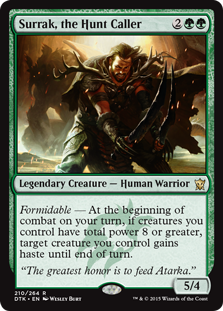 Surrak, the Hunt Caller 2
Legendary Creature — Human Warrior
Formidable — At the beginning of
combat on your turn, if creatures you
control have total power 8 or greater,
target creature you control gains
haste until end of turn.
“The greatest honor is to feed Atarka.”
5/4
210/264 R
DTK • EN Wesley Burt
™ & © 2015 Wizards of the Coast